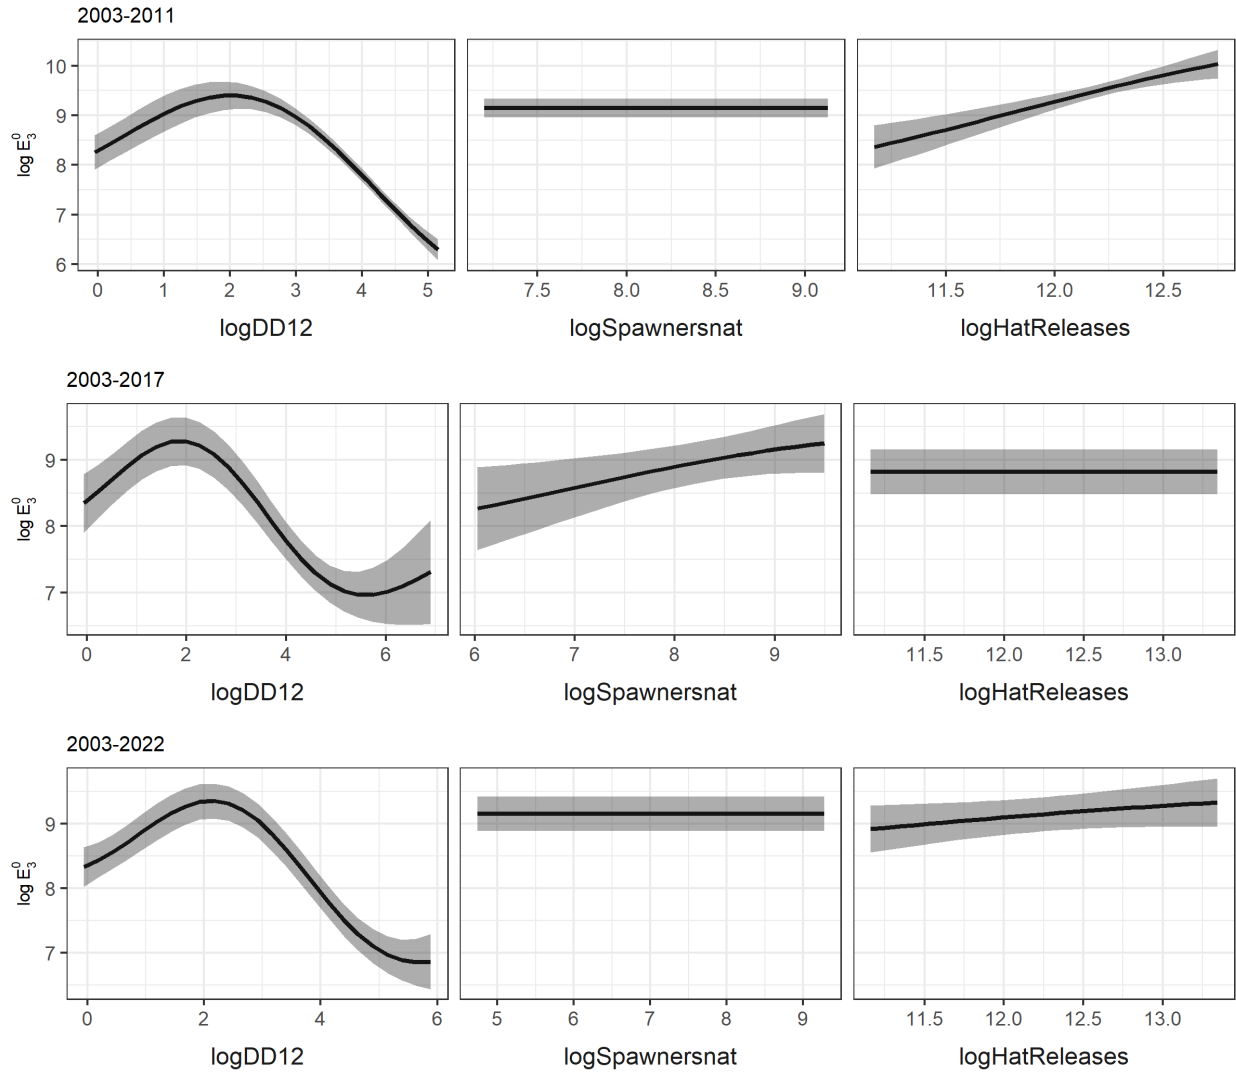 2003-2011
10
9
8
7
6
log E₃⁰
0 1 2 3 4 5
7.5 8.0 8.5 9.0
11.5 12.0 12.5
logDD12 logSpawnersnat logHatReleases
2003-2017
9
8
7
log E₃⁰
0 2 4 6
6 7 8 9
11.5 12.0 12.5 13.0
logDD12 logSpawnersnat logHatReleases
2003-2022
9
8
7
log E₃⁰
0 2 4 6
5 6 7 8 9
11.5 12.0 12.5 13.0
logDD12 logSpawnersnat logHatReleases